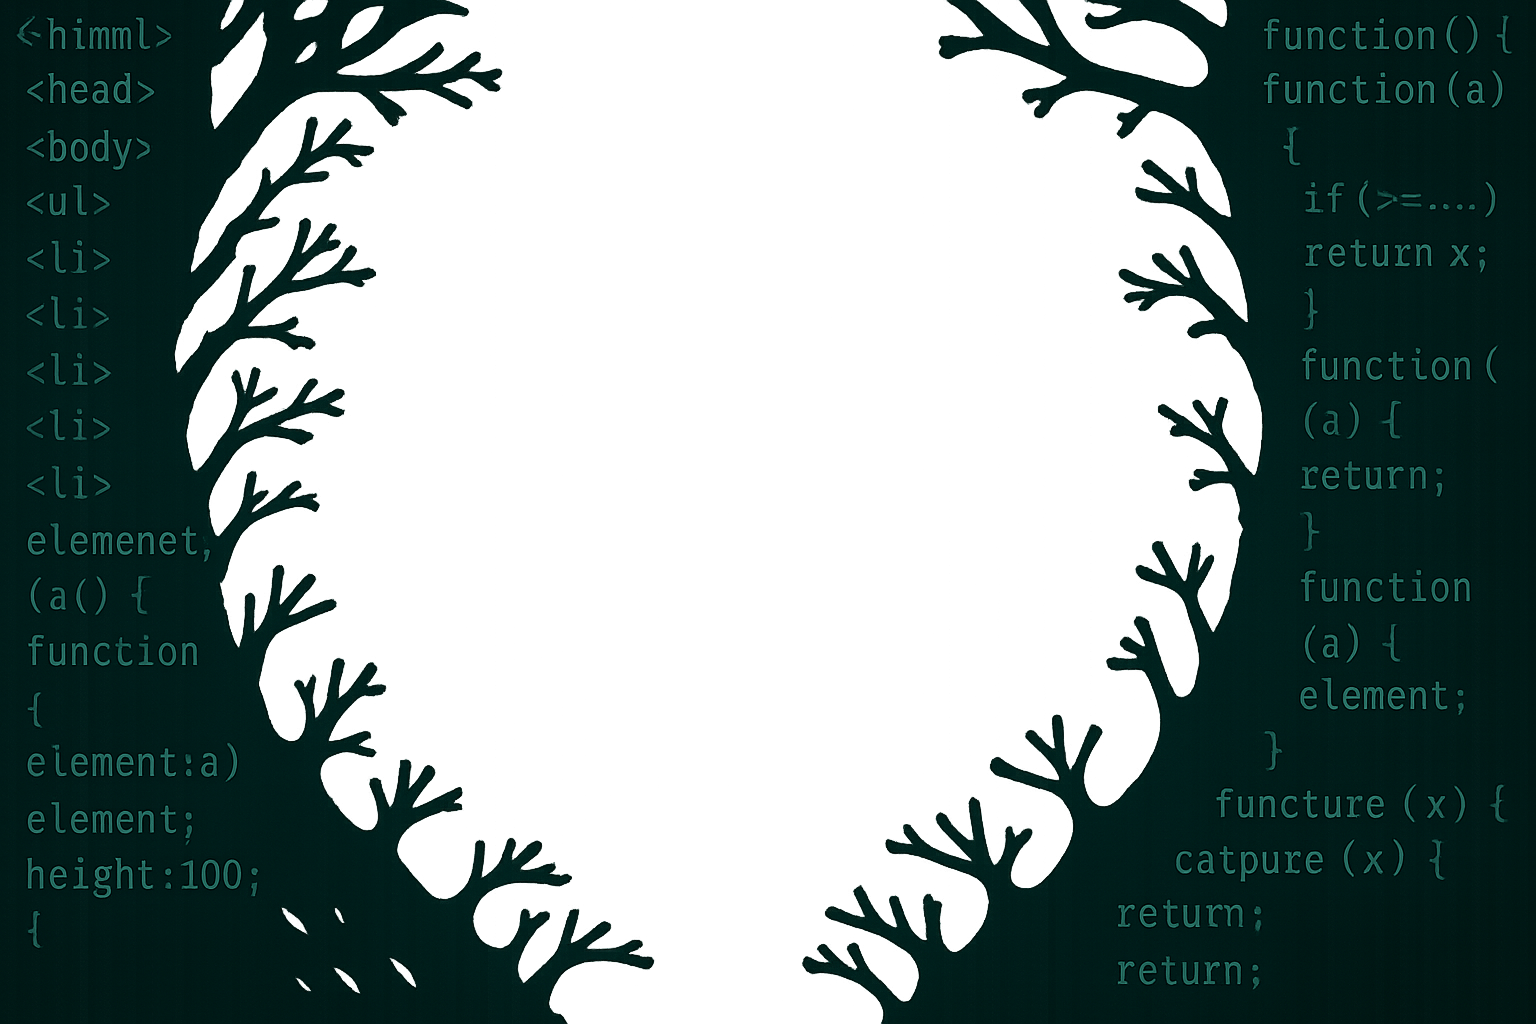 <himml>
<head>
<body>
<ul>
<li>
<li>
<li>
<li>
<li>
elemenet,
(a() {
function
{
element:a)
element;
height:100;
{
function() {
function(a)
{
if(>=....)
return x;
}
function(
(a) {
return;
}
function
(a) {
element;
}
functure (x) {
catpure (x) {
return;
return;